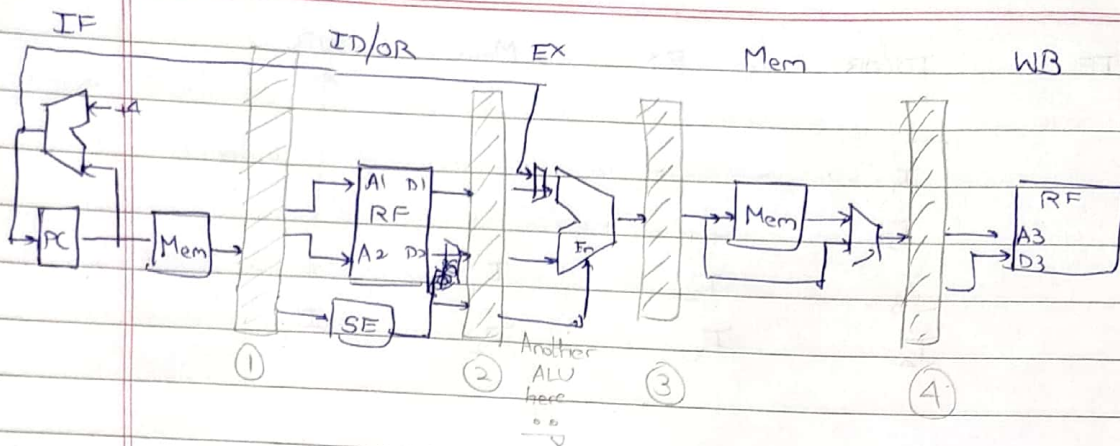 IF
ID/OR
EX
Mem
WB
+4
PC
Mem
A1 D1
RF
A2 D2
SE
Fn
Mem
RF
A3
D3
1
2
3
4
Another
ALU
here